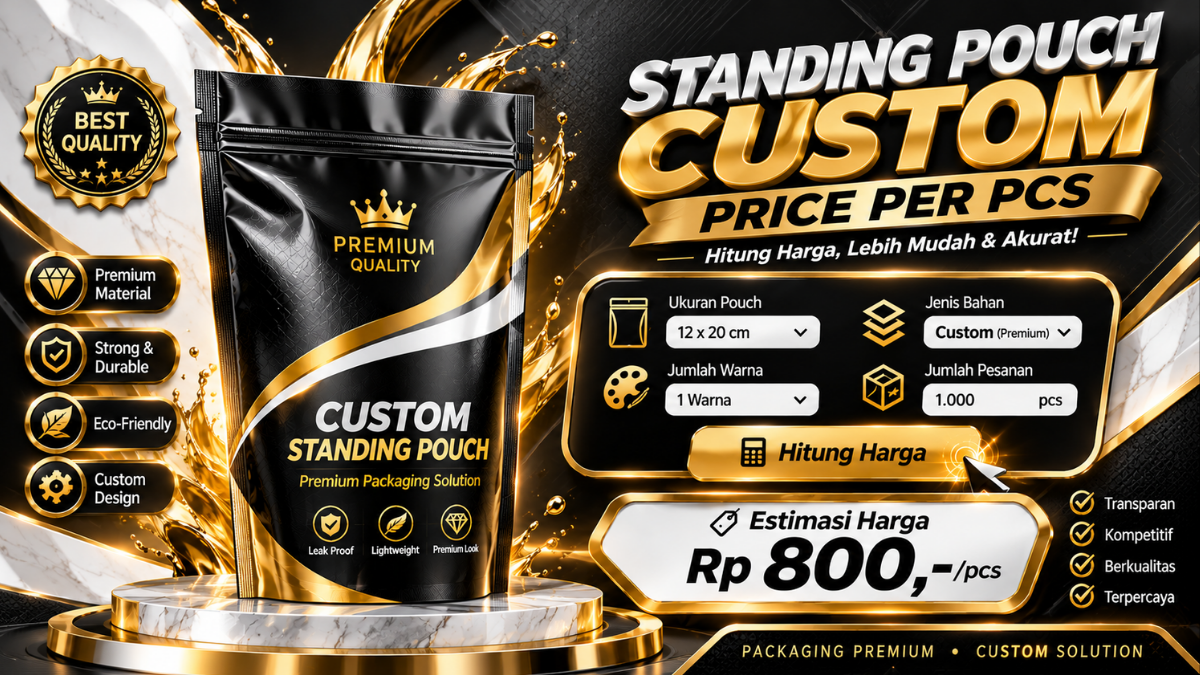 BEST
QUALITY
Premium
Material
Strong &
Durable
Eco-Friendly
Custom
Design
PREMIUM
QUALITY
CUSTOM
STANDING POUCH
Premium Packaging Solution
Leak Proof
Lightweight
Premium Look
STANDING POUCH
CUSTOM
PRICE PER PCS
Hitung Harga, Lebih Mudah & Akurat!
Ukuran Pouch
12 x 20 cm
Jenis Bahan
Custom (Premium)
Jumlah Warna
1 Warna
Jumlah Pesanan
1.000 pcs
Hitung Harga
Estimasi Harga
Rp 800,-/pcs
Transparan
Kompetitif
Berkualitas
Terpercaya
PACKAGING PREMIUM • CUSTOM SOLUTION